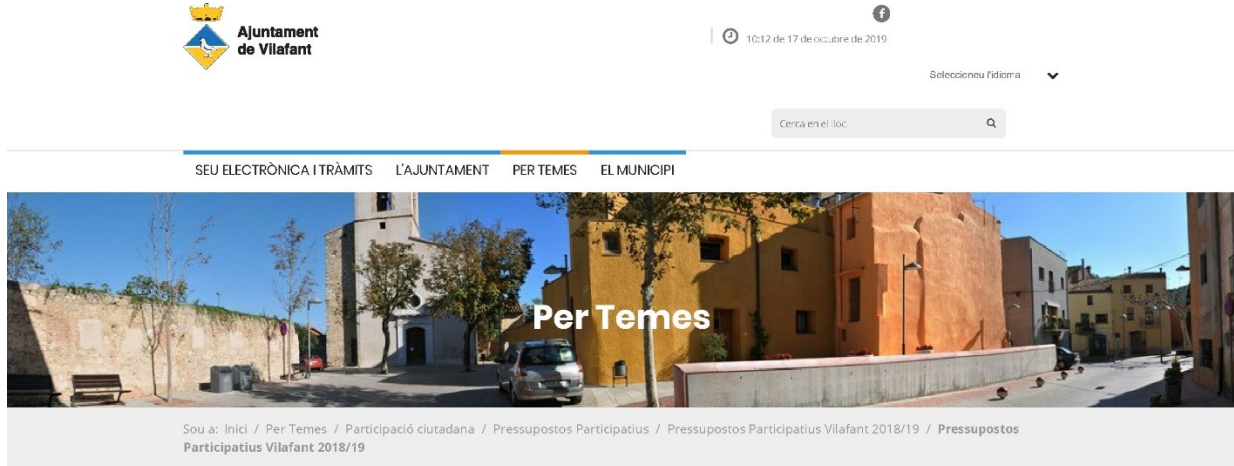 Ajuntament
de Vilafant
10:12 de 17 de octubre de 2019
Seleccioneu l'idioma
Cerca en el lloc
SEU ELECTRÒNICA I TRÀMITS L'AJUNTAMENT PER TEMES EL MUNICIPI
Per Temes
Sou a: Inici / Per Temes / Participació ciutadana / Pressupostos Participatius / Pressupostos Participatius Vilafant 2018/19 / Pressupostos
Participatius Vilafant 2018/19